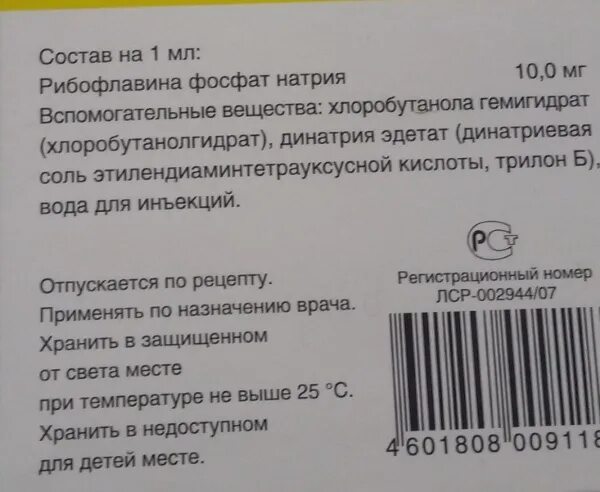 Состав на 1 мл:
Рибофлавина фосфат натрия 10,0 мг
Вспомогательные вещества: хлоробутанола гемигидрат
(хлоробутанолгидрат), динатрия эдетат (динатриевая
соль этилендиаминтетрауксусной кислоты, трилон Б),
вода для инъекций.
Отпускается по рецепту.
Применять по назначению врача.
Хранить в защищенном
от света месте
при температуре не выше 25 °С.
Хранить в недоступном
для детей месте.
РСТ
Регистрационный номер
ЛСР-002944/07
4 601808 009118